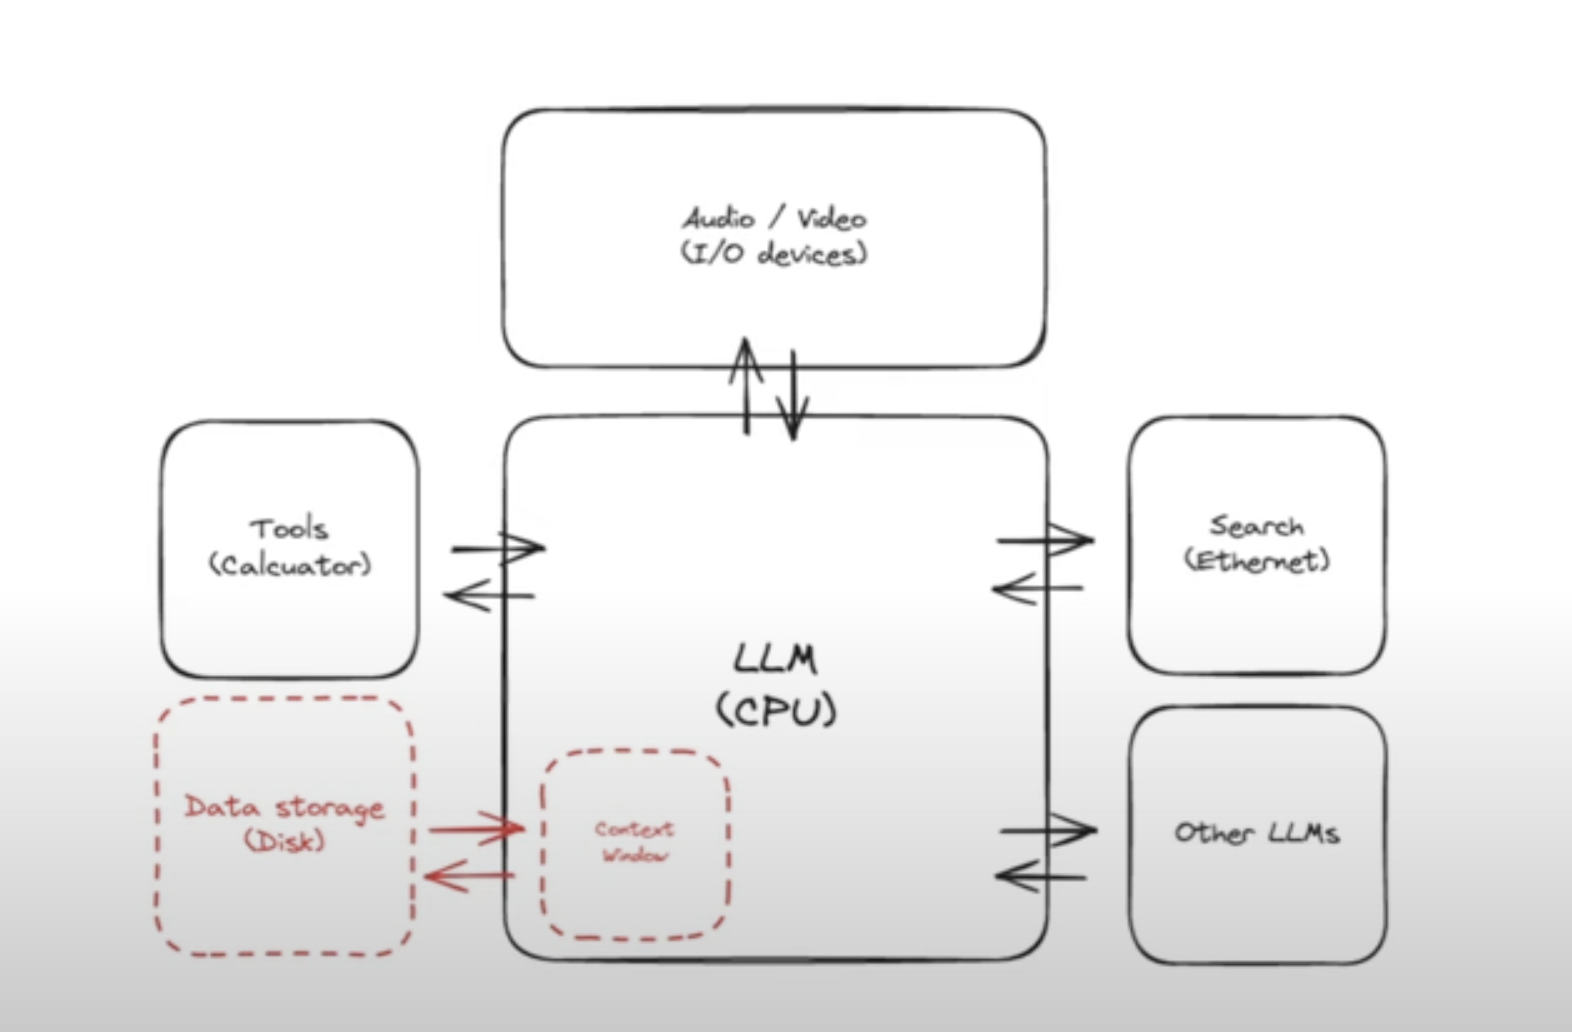 Audio / Video
(I/O devices)
Tools
(Calcuator)
Search
(Ethernet)
LLM
(CPU)
Data storage
(Disk)
Context
Window
Other LLMs